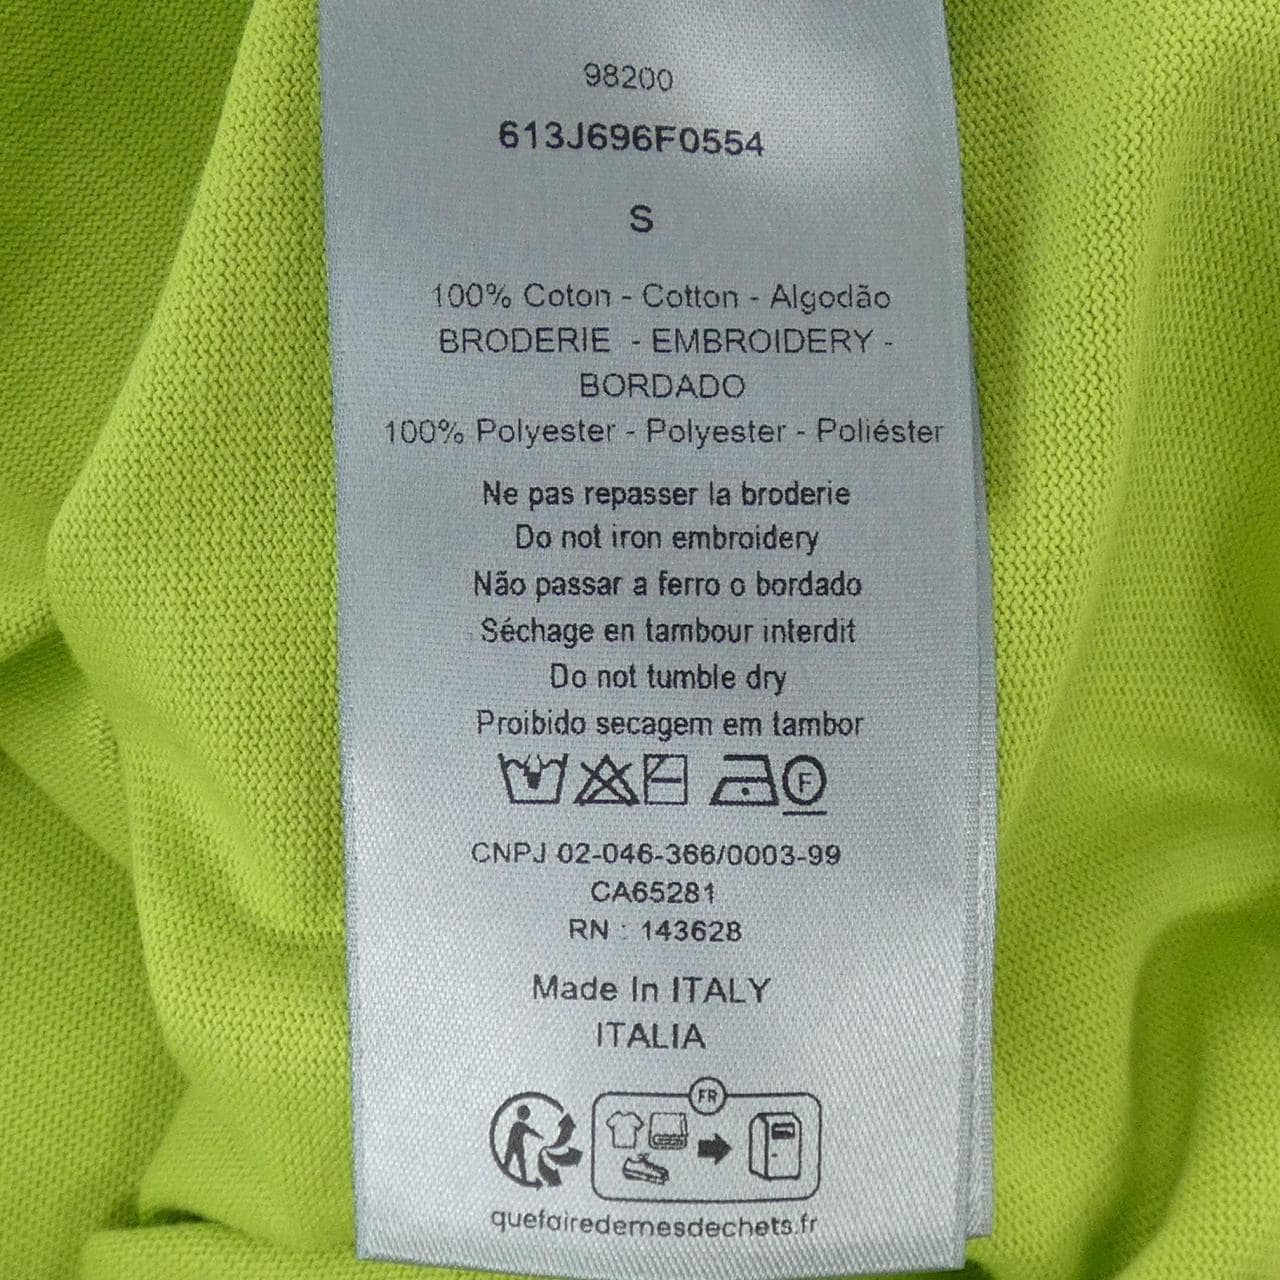 98200
613J696F0554
S
100% Coton - Cotton - Algodão
BRODERIE - EMBROIDERY -
BORDADO
100% Polyester - Polyester - Poliéster
Ne pas repasser la broderie
Do not iron embroidery
Não passar a ferro o bordado
Séchage en tambour interdit
Do not tumble dry
Proibido secagem em tambor
F
CNPJ 02-046-366/0003-99
CA65281
RN : 143628
Made In ITALY
ITALIA
FR
quefairedemesdechets.fr